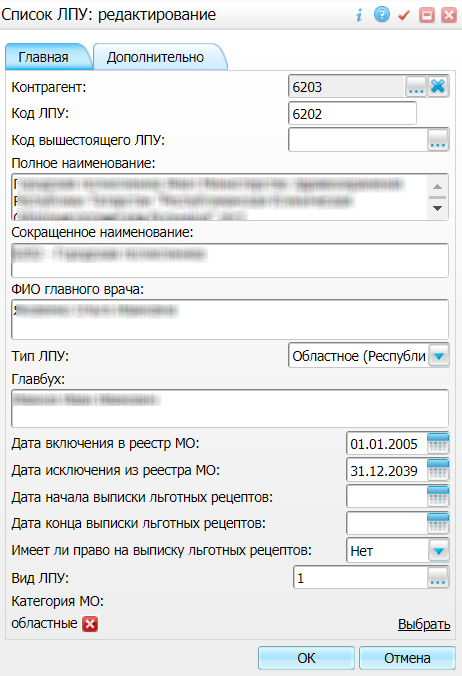 Список ЛПУ: редактирование
Главная Дополнительно
Контрагент: 6203 ...
Код ЛПУ: 6202
Код вышестоящего ЛПУ: ...
Полное наименование:
Сокращенное наименование:
ФИО главного врача:
Тип ЛПУ: Областное (Республи
Главбух:
Дата включения в реестр МО: 01.01.2005
Дата исключения из реестра МО: 31.12.2039
Дата начала выписки льготных рецептов:
Дата конца выписки льготных рецептов:
Имеет ли право на выписку льготных рецептов: Нет
Вид ЛПУ: 1 ...
Категория МО:
областные Выбрать
ОК Отмена